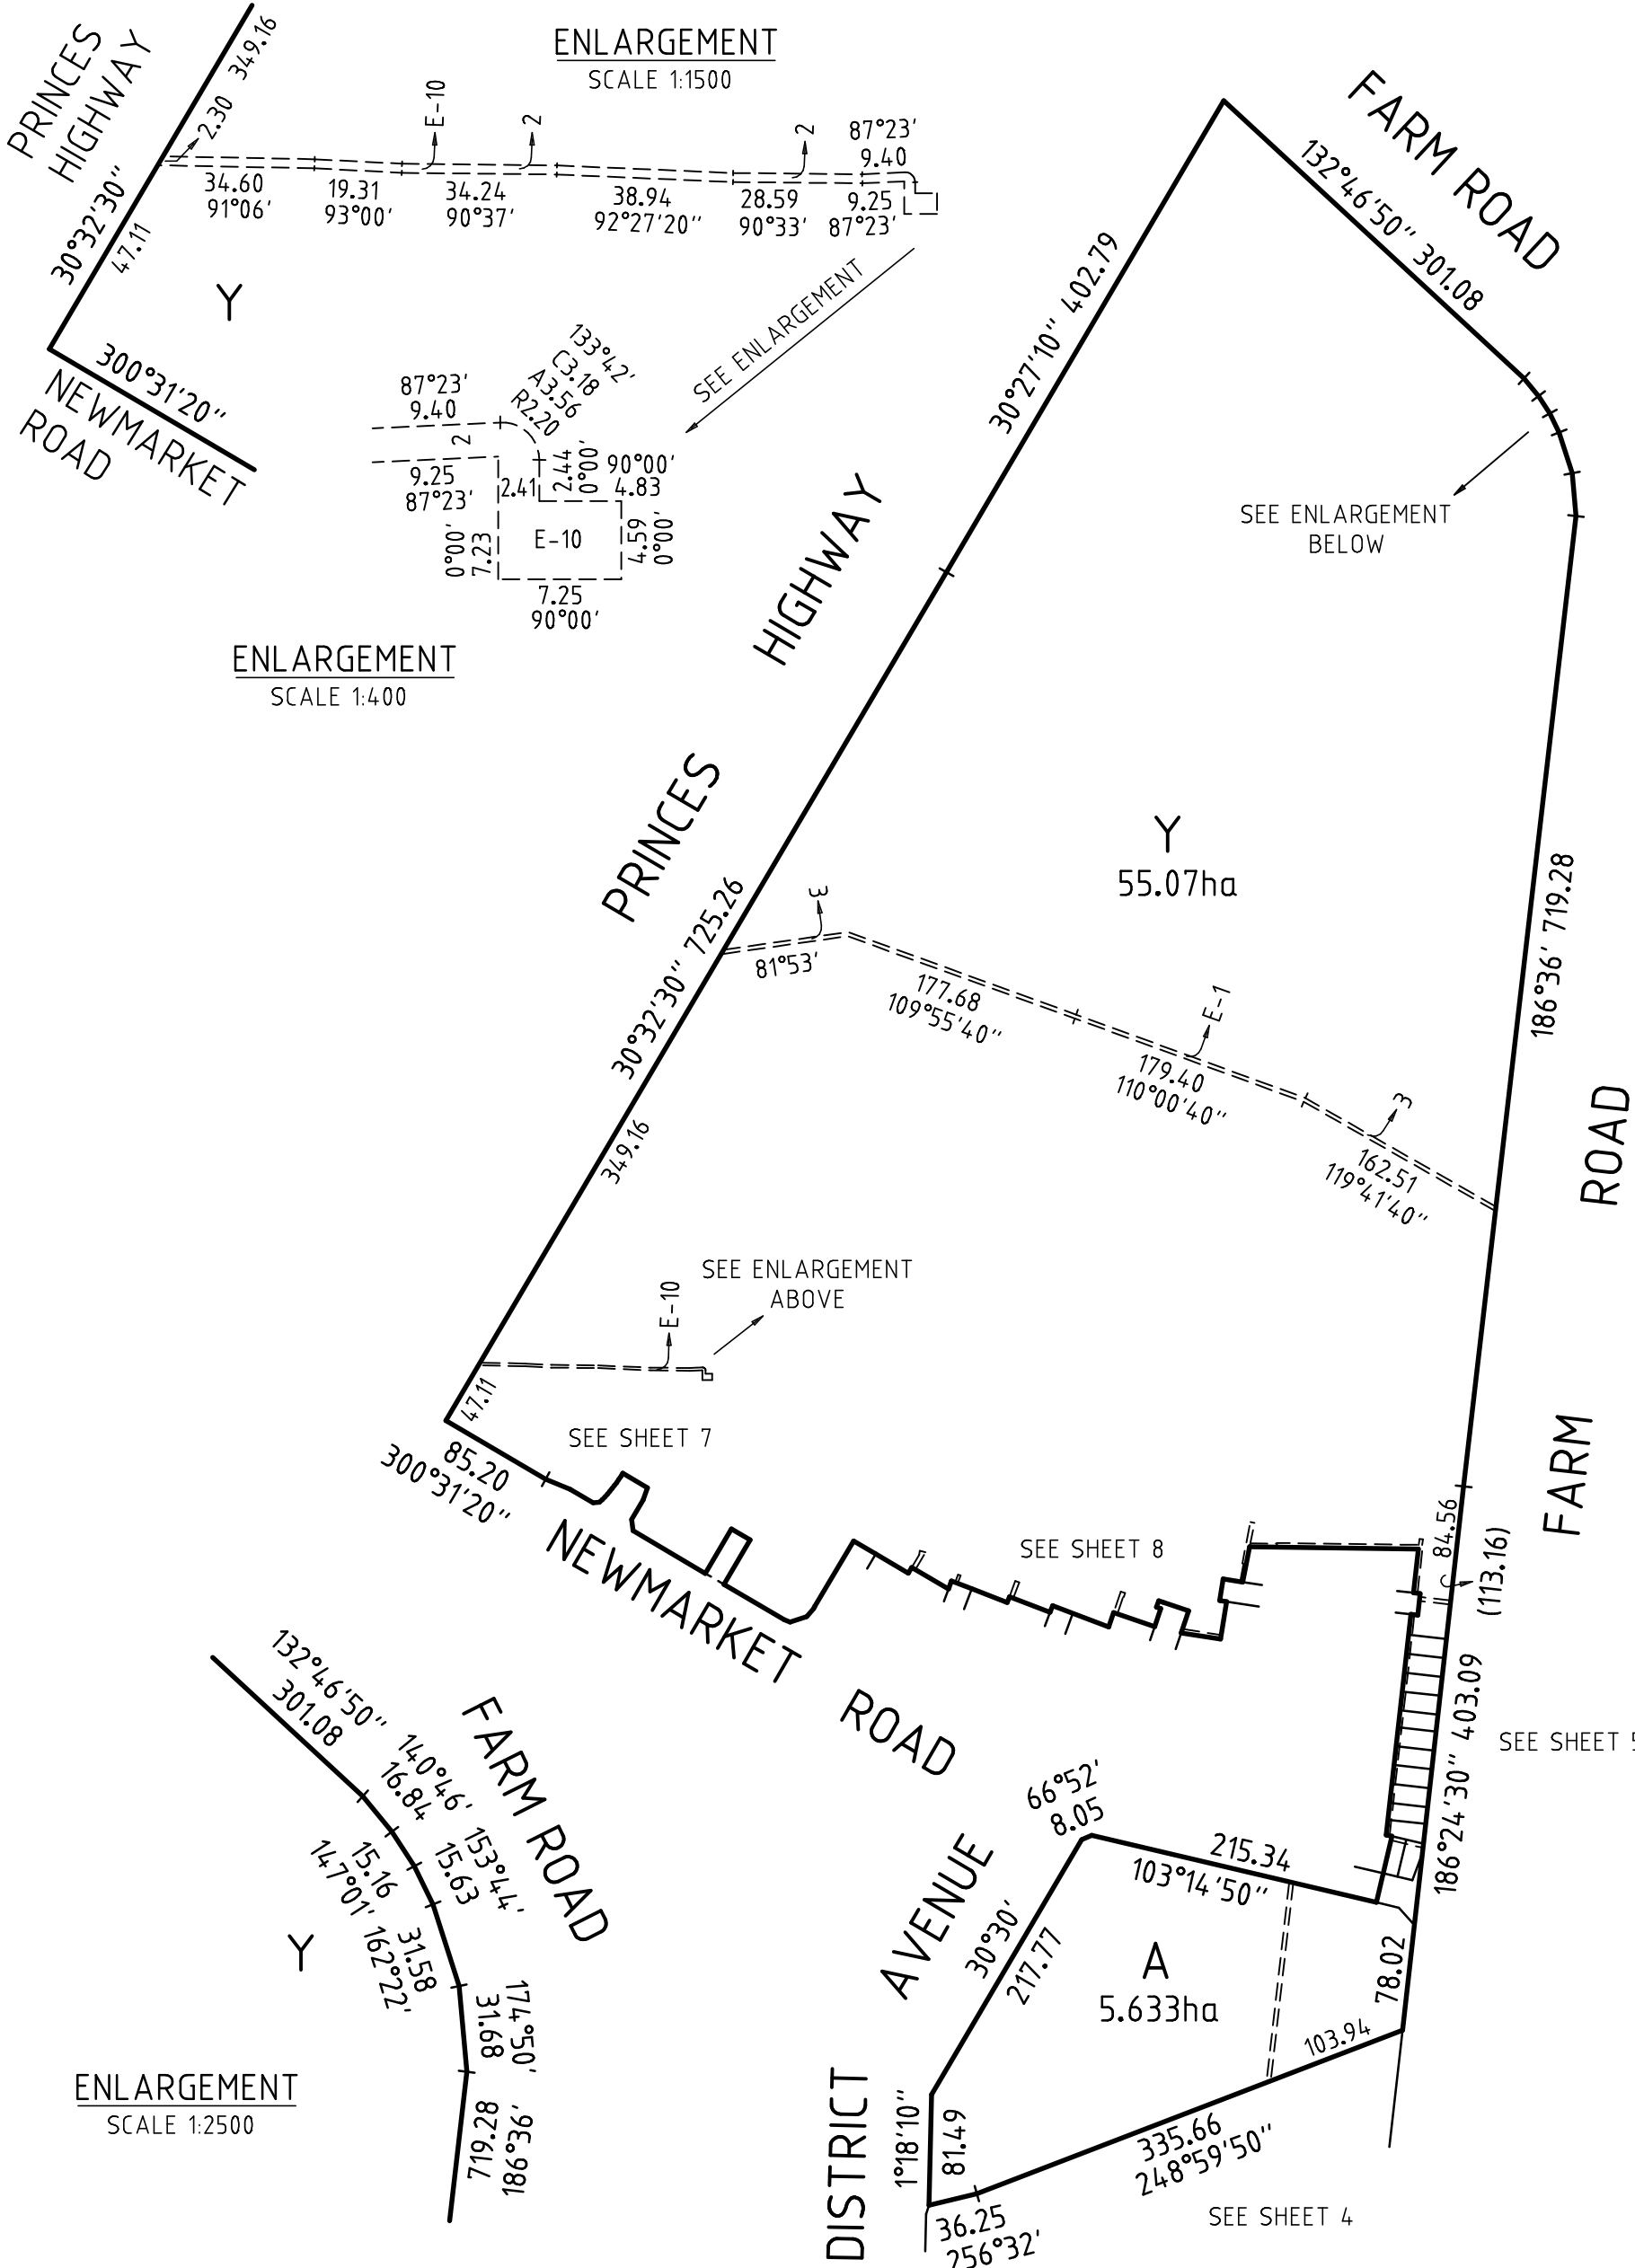 PRINCES
HIGHWAY
349.16
2.30
30°32'30"
47.11
Y
300°31'20"
NEWMARKET
ROAD
ENLARGEMENT
SCALE 1:1500
E-10
2
2
87°23'
9.40
34.60
91°06'
19.31
93°00'
34.24
90°37'
38.94
92°27'20"
28.59
90°33'
9.25
87°23'
SEE ENLARGEMENT
133°42'
C3.18
A3.56
R2.20
87°23'
9.40
2
9.25
87°23'
2.41
2.44
0°00'
90°00'
4.83
0°00'
7.23
E-10
4.59
0°00'
7.25
90°00'
ENLARGEMENT
SCALE 1:400
FARM ROAD
132°46'50" 301.08
30°27'10" 402.79
SEE ENLARGEMENT
BELOW
PRINCES HIGHWAY
Y
55.07ha
186°36' 719.28
30°32'30" 725.26
3
81°53'
177.68
109°55'40"
E-1
179.40
110°00'40"
3
162.51
119°41'40"
349.16
FARM ROAD
SEE ENLARGEMENT
ABOVE
E-10
47.11
SEE SHEET 7
85.20
300°31'20"
NEWMARKET ROAD
SEE SHEET 8
84.56
C
(113.16)
186°24'30" 403.09
SEE SHEET 5
132°46'50"
301.08
FARM ROAD
140°46'
16.84
153°44'
15.63
15.16
147°01'
31.58
162°22'
174°50'
31.68
Y
719.28
186°36'
ENLARGEMENT
SCALE 1:2500
DISTRICT AVENUE
66°52'
8.05
215.34
103°14'50"
30°30'
217.77
A
5.633ha
78.02
103.94
1°18'10"
81.49
335.66
248°59'50"
36.25
256°32'
SEE SHEET 4